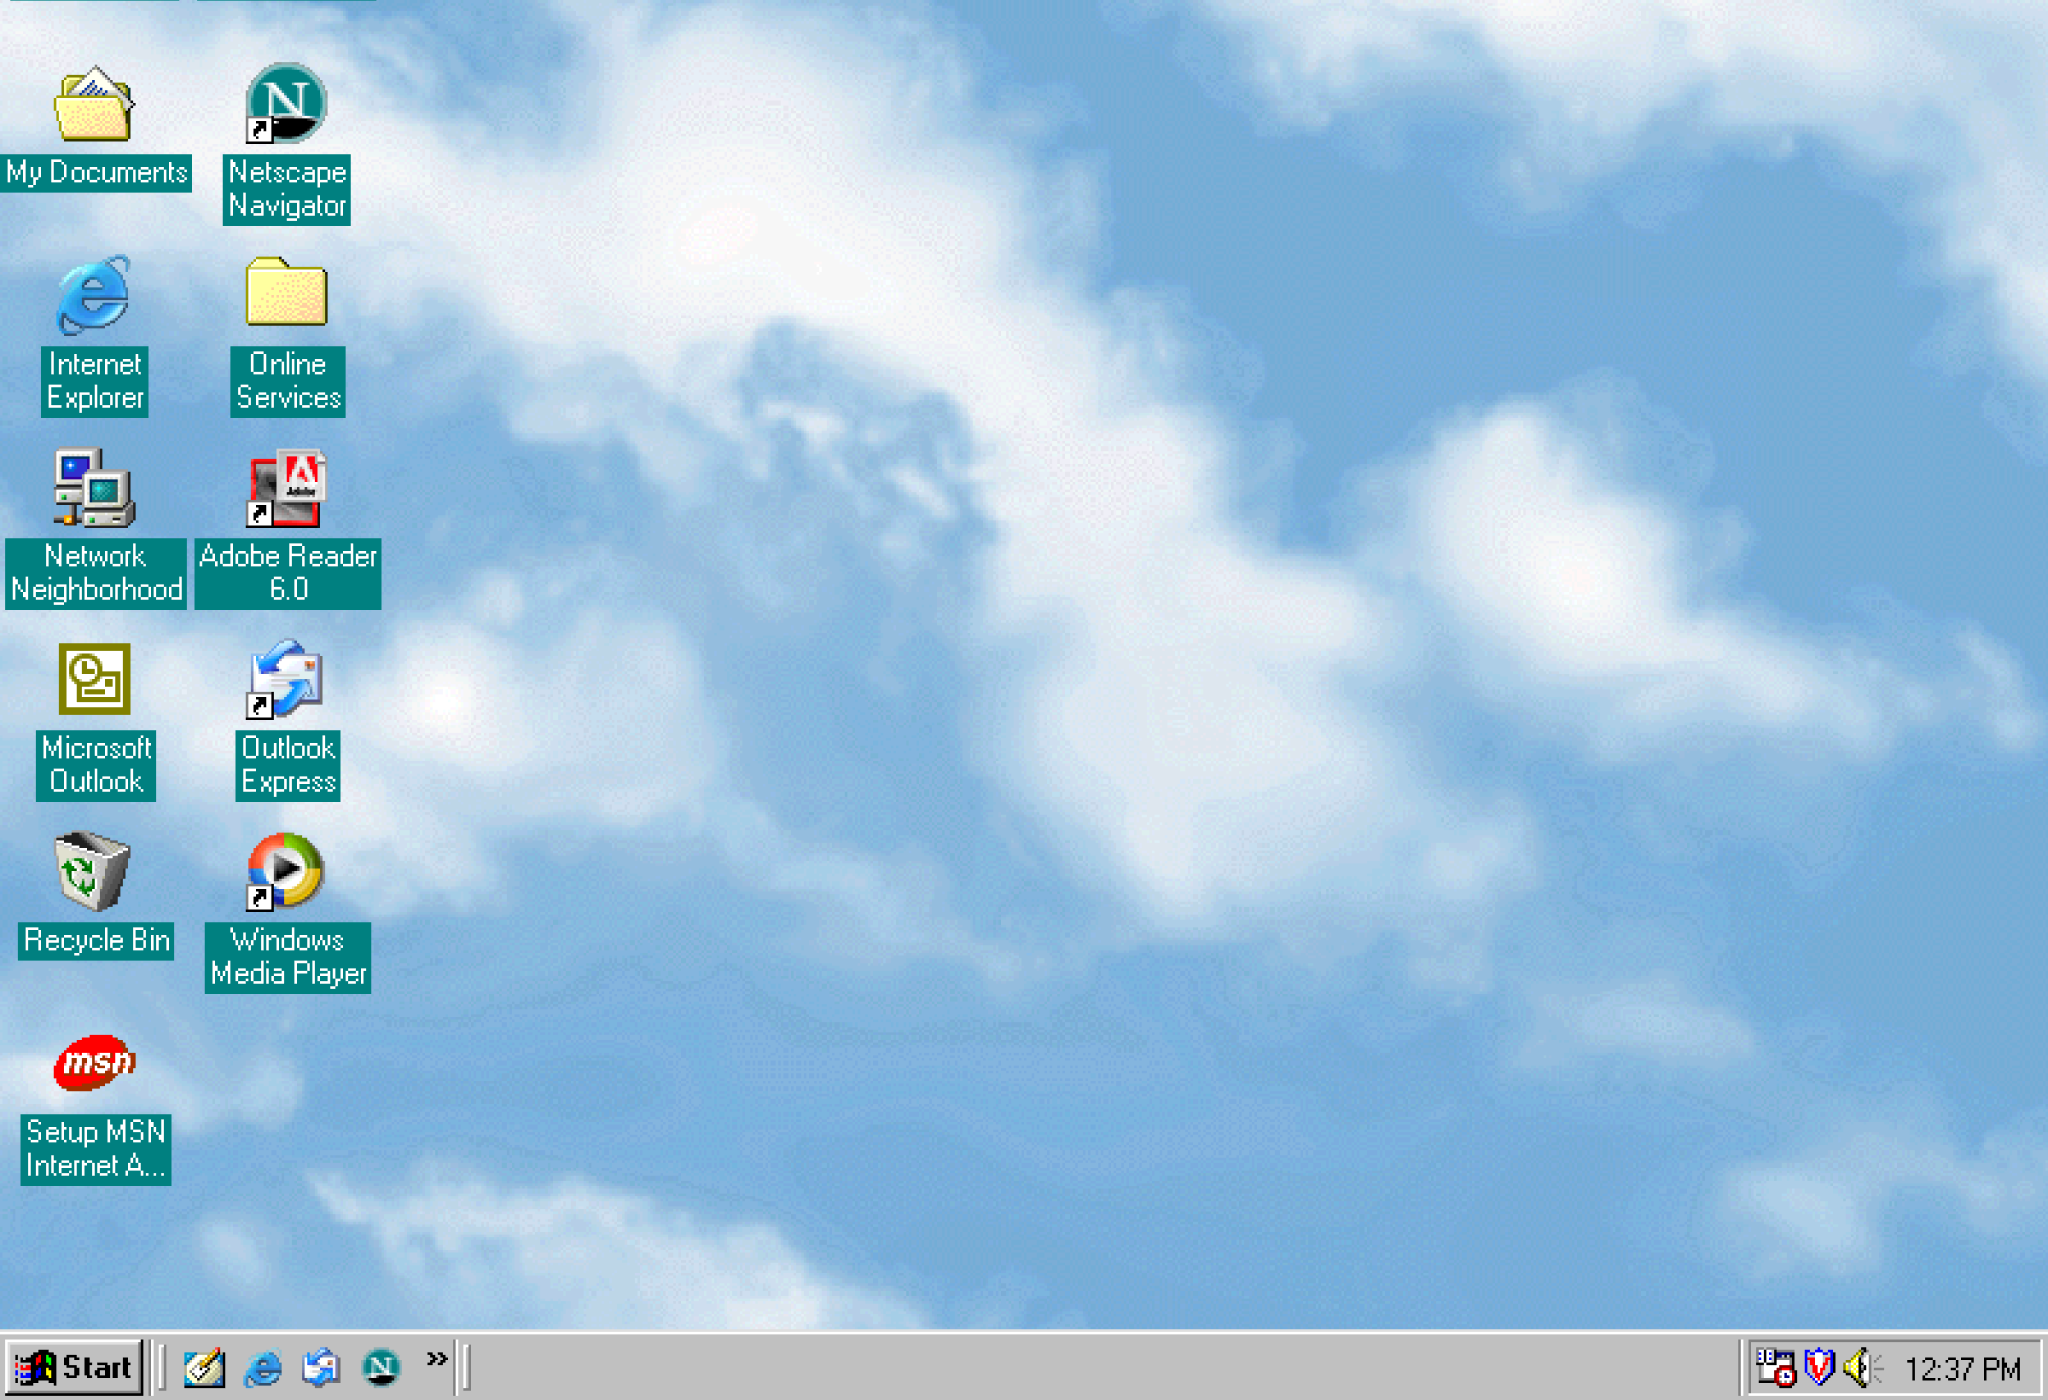 My Documents
Netscape
Navigator
Internet
Explorer
Online
Services
Network
Neighborhood
Adobe
Adobe Reader
6.0
Microsoft
Outlook
Outlook
Express
Recycle Bin
Windows
Media Player
msn
Setup MSN
Internet A...
Start
»
12:37 PM